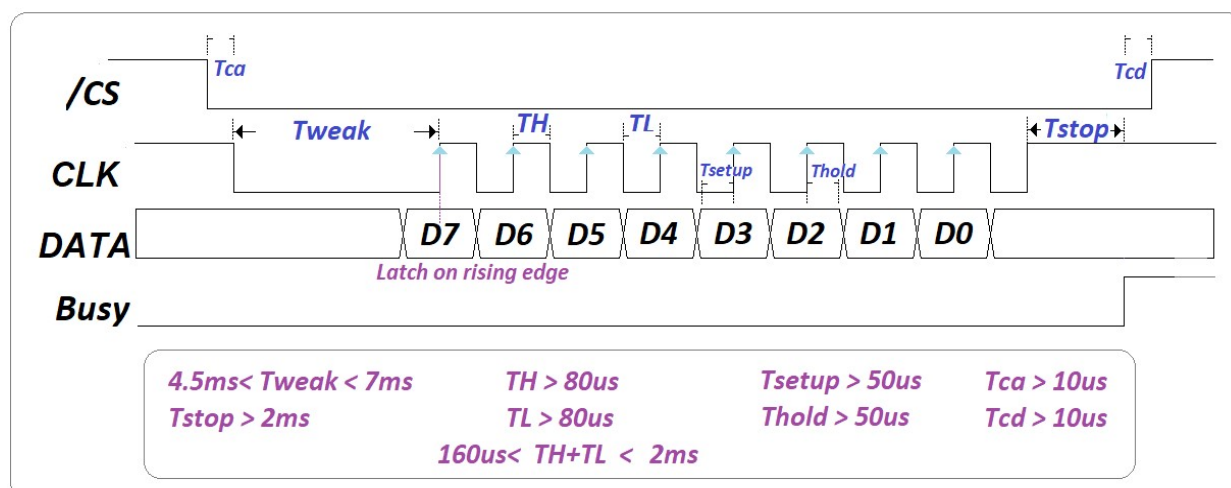 Tca
Tcd
/CS
Tweak
TH
TL
Tstop
CLK
Tsetup
Thold
DATA
D7
D6
D5
D4
D3
D2
D1
D0
Latch on rising edge
Busy
4.5ms< Tweak < 7ms
TH > 80us
Tsetup > 50us
Tca > 10us
Tstop > 2ms
TL > 80us
Thold > 50us
Tcd > 10us
160us< TH+TL < 2ms